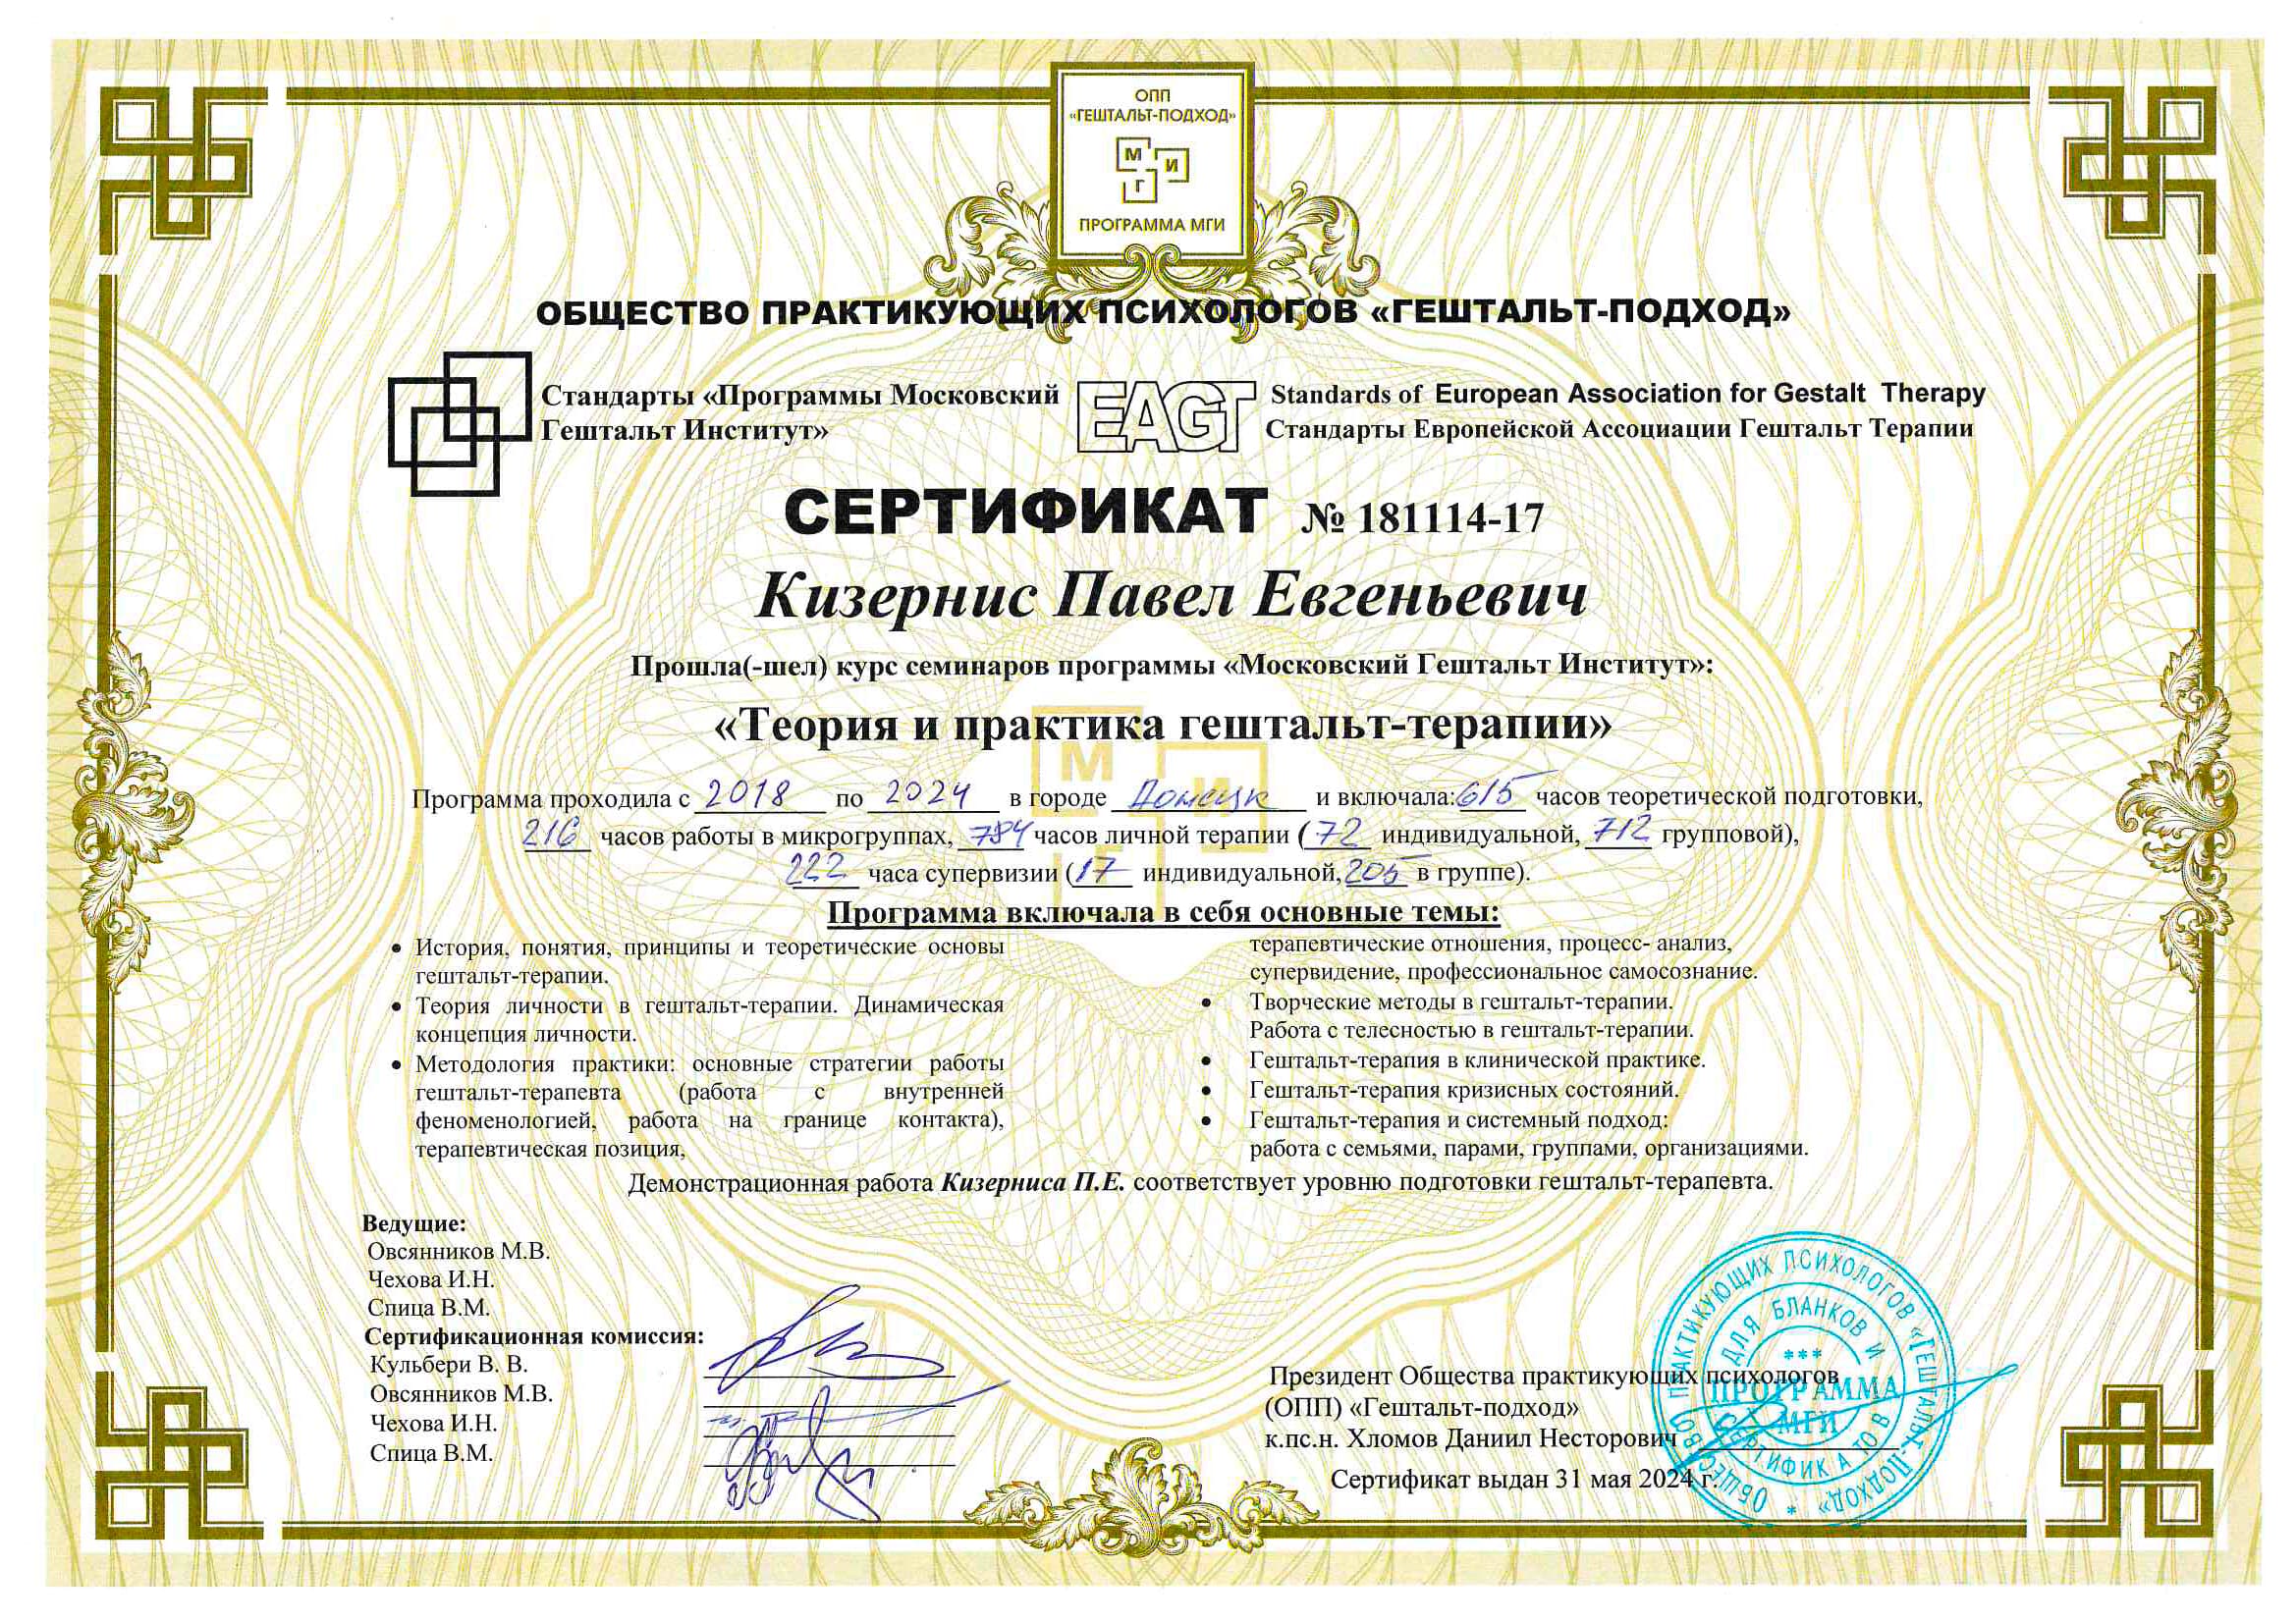 ОПП
«ГЕШТАЛЬТ-ПОДХОД»
М И
Г
ПРОГРАММА МГИ
ОБЩЕСТВО ПРАКТИКУЮЩИХ ПСИХОЛОГОВ «ГЕШТАЛЬТ-ПОДХОД»
Стандарты «Программы Московский
Гештальт Институт»
EAGT
Standards of European Association for Gestalt Therapy
Стандарты Европейской Ассоциации Гештальт Терапии
СЕРТИФИКАТ № 181114-17
Кизернис Павел Евгеньевич
Прошла(-шел) курс семинаров программы «Московский Гештальт Институт»:
«Теория и практика гештальт-терапии»
М И
Г
Программа проходила с 2018 по 2024 в городе Донецк и включала: 615 часов теоретической подготовки,
216 часов работы в микрогруппах, 784 часов личной терапии (72 индивидуальной, 712 групповой),
222 часа супервизии (17 индивидуальной, 205 в группе).
Программа включала в себя основные темы:
• История, понятия, принципы и теоретические основы
гештальт-терапии.
• Теория личности в гештальт-терапии. Динамическая
концепция личности.
• Методология практики: основные стратегии работы
гештальт-терапевта (работа с внутренней
феноменологией, работа на границе контакта),
терапевтическая позиция,
терапевтические отношения, процесс- анализ,
супервидение, профессиональное самосознание.
• Творческие методы в гештальт-терапии.
Работа с телесностью в гештальт-терапии.
• Гештальт-терапия в клинической практике.
• Гештальт-терапия кризисных состояний.
• Гештальт-терапия и системный подход:
работа с семьями, парами, группами, организациями.
Демонстрационная работа Кизерниса П.Е. соответствует уровню подготовки гештальт-терапевта.
Ведущие:
Овсянников М.В.
Чехова И.Н.
Спица В.М.
Сертификационная комиссия:
Кульбери В. В.
Овсянников М.В.
Чехова И.Н.
Спица В.М.
Президент Общества практикующих психологов
(ОПП) «Гештальт-подход»
к.пс.н. Хломов Даниил Несторович
Сертификат выдан 31 мая 2024 г.
ОБЩЕСТВО ПРАКТИКУЮЩИХ ПСИХОЛОГОВ «ГЕШТАЛЬТ-ПОДХОД» *
ДЛЯ БЛАНКОВ И СЕРТИФИКАТОВ
***
ПРОГРАММА
МГИ